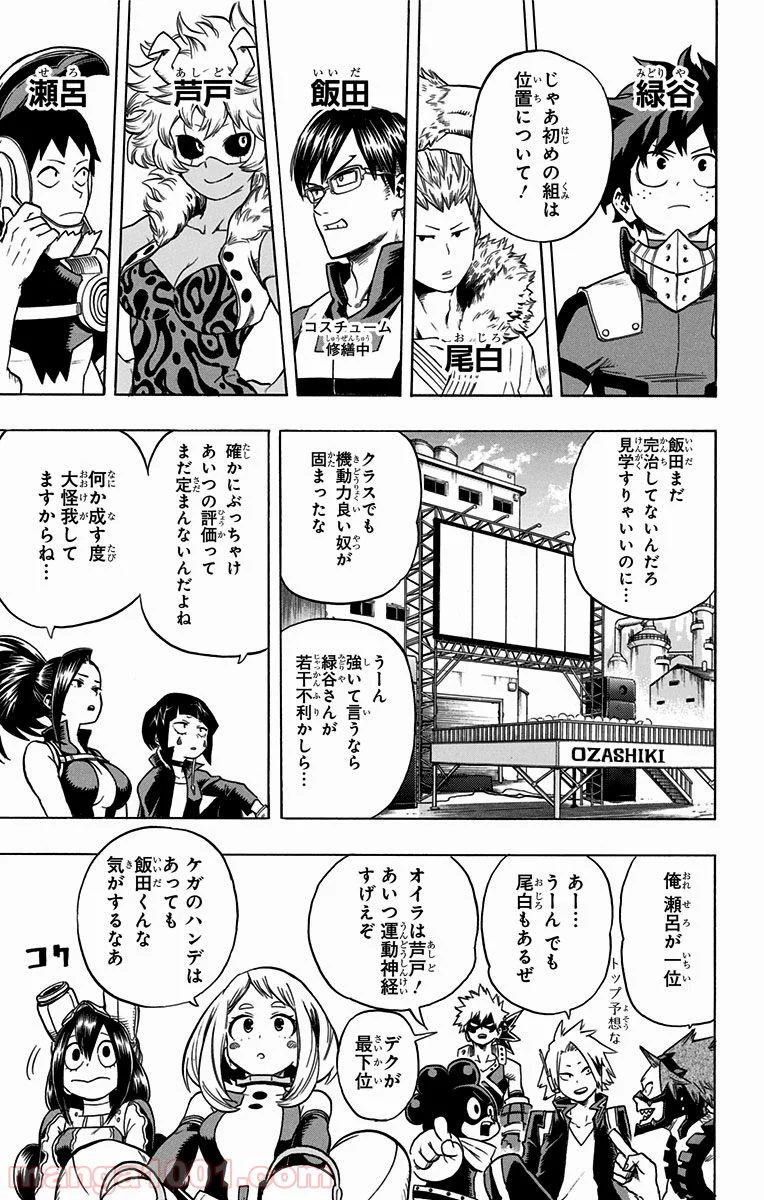 緑谷
じゃあ初めの組は
位置について！
尾白
飯田
コスチューム
修繕中
芦戸
瀬呂
飯田まだ
完治してないんだろ
見学すりゃいいのに…
クラスでも
機動力良い奴が
固まったな
うーん
強いて言うなら
緑谷さんが
若干不利かしら…
OZASHIKI
確かにぶっちゃけ
あいつの評価って
まだ定まんないんだよね
何か成す度
大怪我して
ますからね…
俺 瀬呂が一位
トップ予想な
あー…
うーん でも
尾白もあるぜ
オイラは芦戸！
あいつ運動神経
すげえぞ
デクが
最下位
ケガのハンデは
あっても
飯田くんな
気がするなあ
コク
manga1001.com